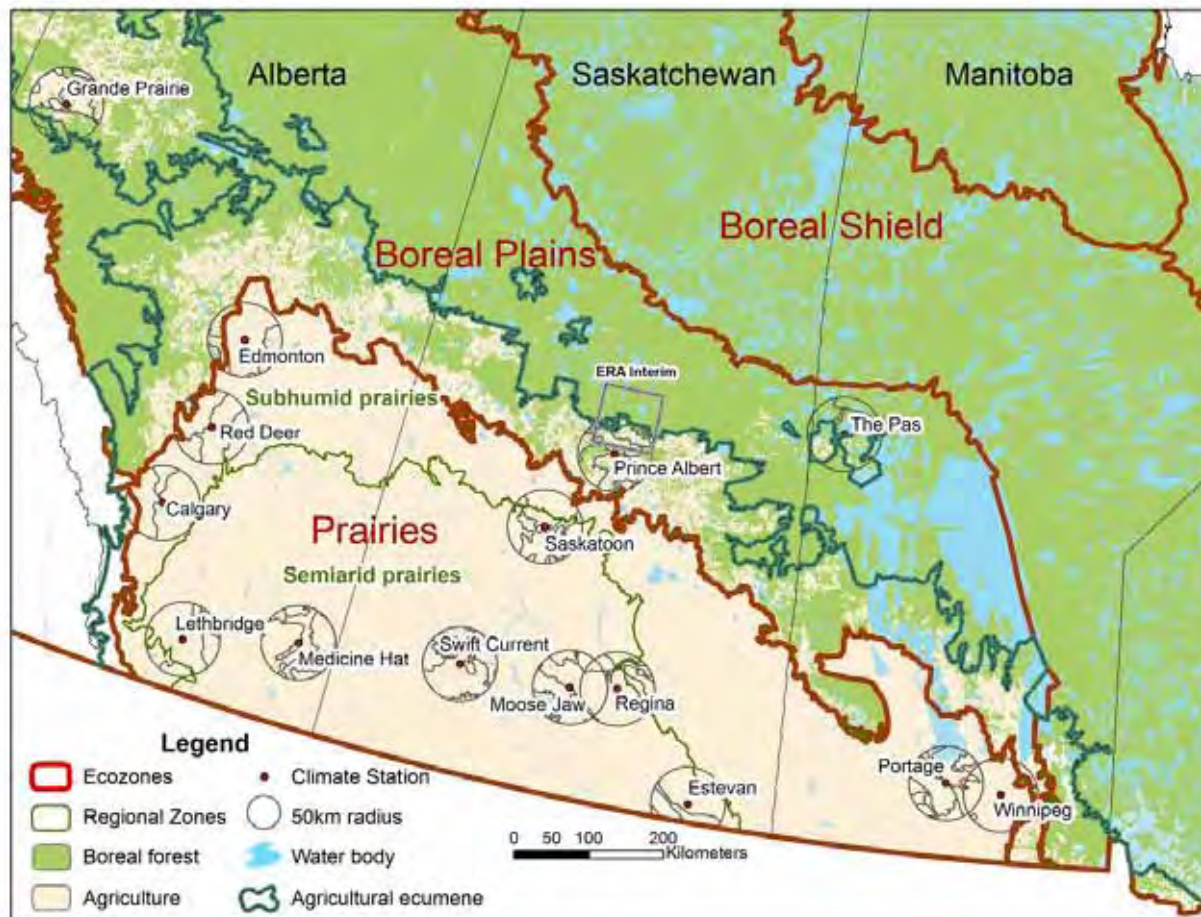 Alberta
Saskatchewan
Manitoba
Grande Prairie
Boreal Shield
Boreal Plains
Edmonton
ERA Interim
Subhumid prairies
The Pas
Red Deer
Prince Albert
Calgary
Prairies
Saskatoon
Semiarid prairies
Lethbridge
Swift Current
Medicine Hat
Moose Jaw
Regina
Legend
Portage
Ecozones
Climate Station
Estevan
Winnipeg
Regional Zones
50km radius
0 50 100 200
Kilometers
Boreal forest
Water body
Agriculture
Agricultural ecumene